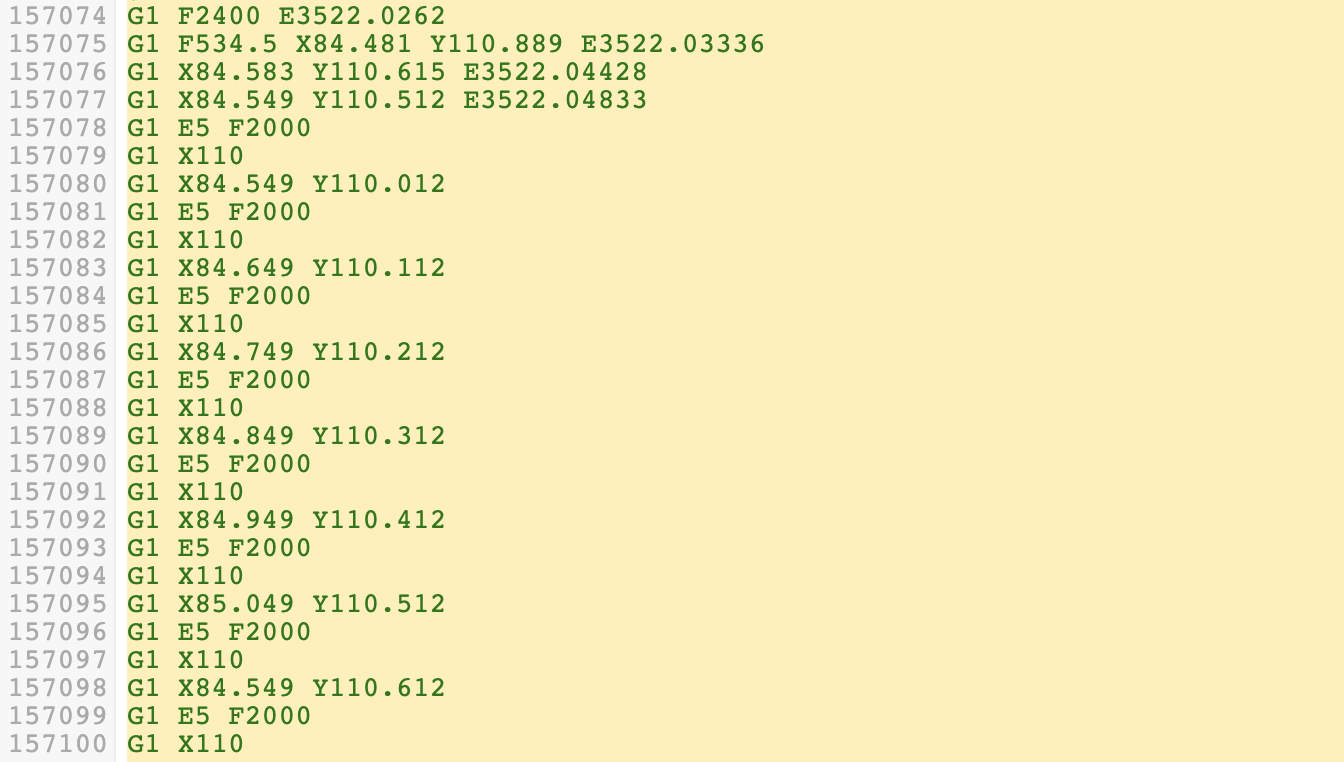 157074 G1 F2400 E3522.0262
157075 G1 F534.5 X84.481 Y110.889 E3522.03336
157076 G1 X84.583 Y110.615 E3522.04428
157077 G1 X84.549 Y110.512 E3522.04833
157078 G1 E5 F2000
157079 G1 X110
157080 G1 X84.549 Y110.012
157081 G1 E5 F2000
157082 G1 X110
157083 G1 X84.649 Y110.112
157084 G1 E5 F2000
157085 G1 X110
157086 G1 X84.749 Y110.212
157087 G1 E5 F2000
157088 G1 X110
157089 G1 X84.849 Y110.312
157090 G1 E5 F2000
157091 G1 X110
157092 G1 X84.949 Y110.412
157093 G1 E5 F2000
157094 G1 X110
157095 G1 X85.049 Y110.512
157096 G1 E5 F2000
157097 G1 X110
157098 G1 X84.549 Y110.612
157099 G1 E5 F2000
157100 G1 X110